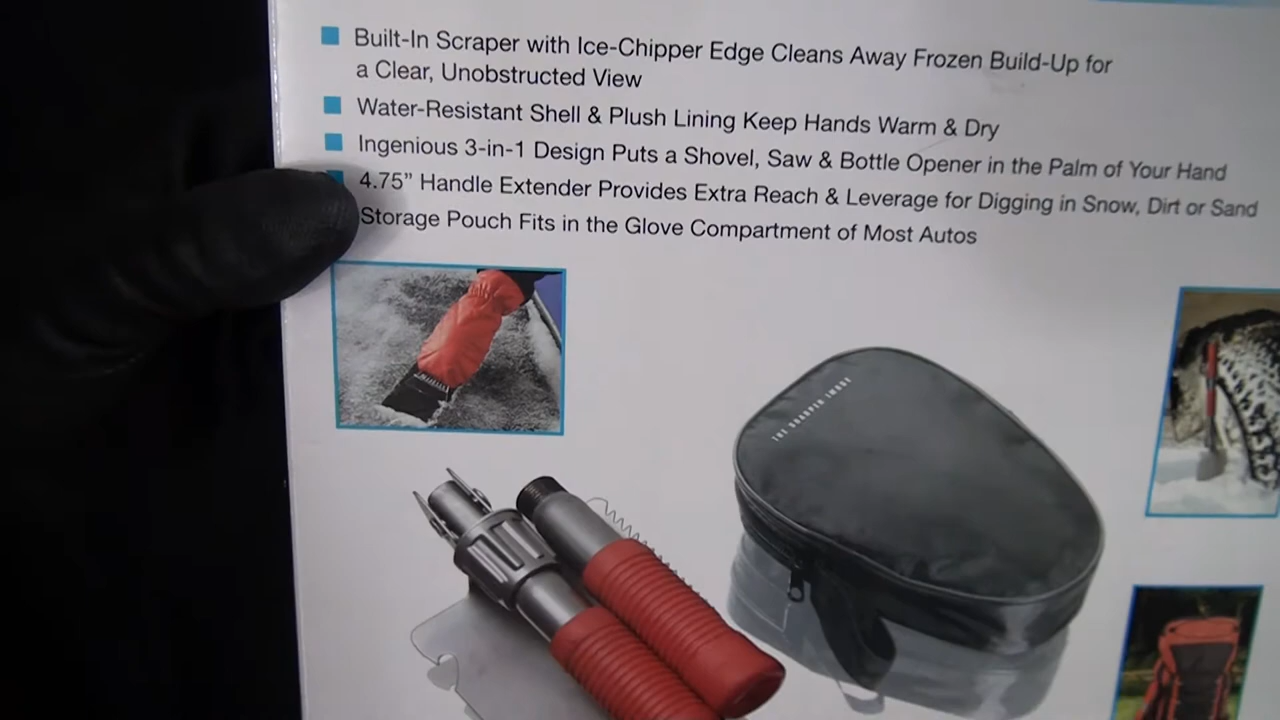 Built-In Scraper with Ice-Chipper Edge Cleans Away Frozen Build-Up for
a Clear, Unobstructed View
Water-Resistant Shell & Plush Lining Keep Hands Warm & Dry
Ingenious 3-in-1 Design Puts a Shovel, Saw & Bottle Opener in the Palm of Your Hand
4.75” Handle Extender Provides Extra Reach & Leverage for Digging in Snow, Dirt or Sand
Storage Pouch Fits in the Glove Compartment of Most Autos
THE SHARPER IMAGE